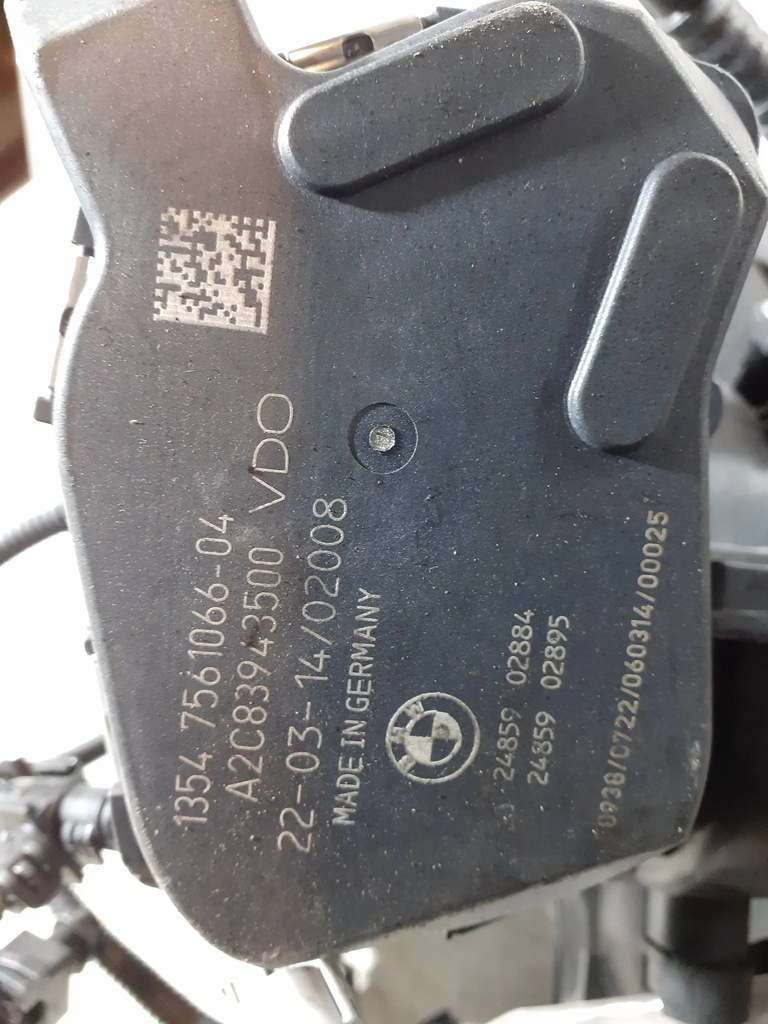 1354 7561066-04
A2C83943500 VDO
22-03-14/02008
MADE IN GERMANY
24859 02884
24859 02895
0938/0722/060314/00025